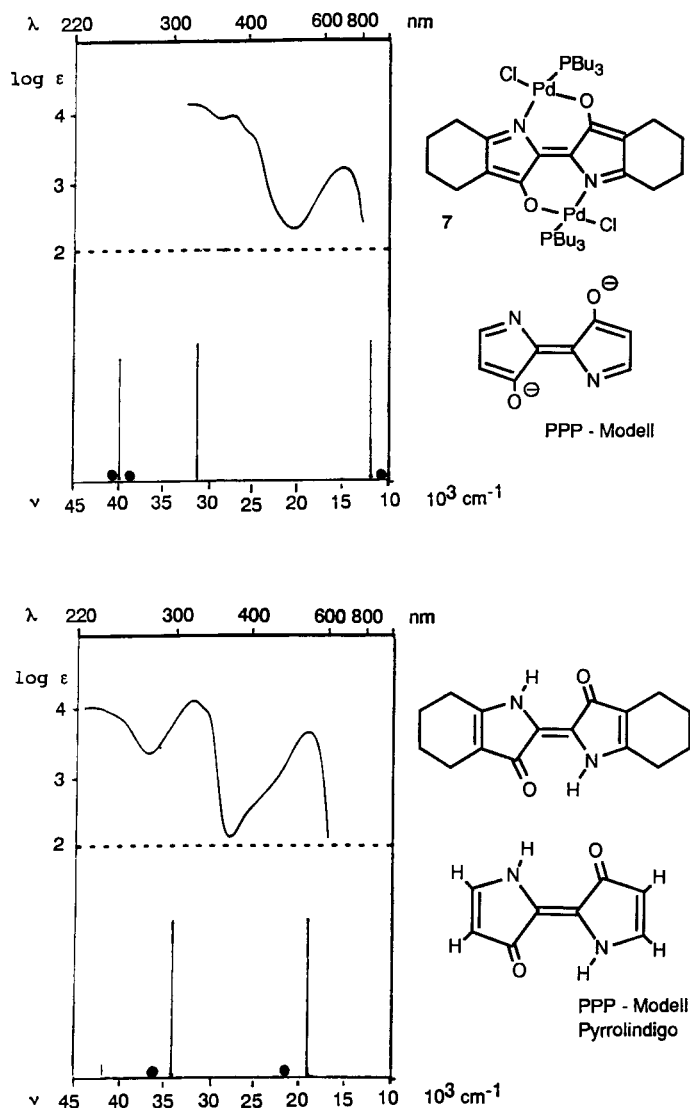 λ 220 300 400 600 800 nm
log ε
4
3
2
45 40 35 30 25 20 15 10
ν 10³ cm⁻¹
Cl PBu₃
Pd O
N
N
O Pd
Cl
PBu₃
7
O ⊖
N
N
O ⊖
PPP - Modell
λ 220 300 400 600 800 nm
log ε
4
3
2
45 40 35 30 25 20 15 10
ν 10³ cm⁻¹
H O
N
N
O H
H O
H N H
H N H
O H
PPP - Modell
Pyrrolindigo